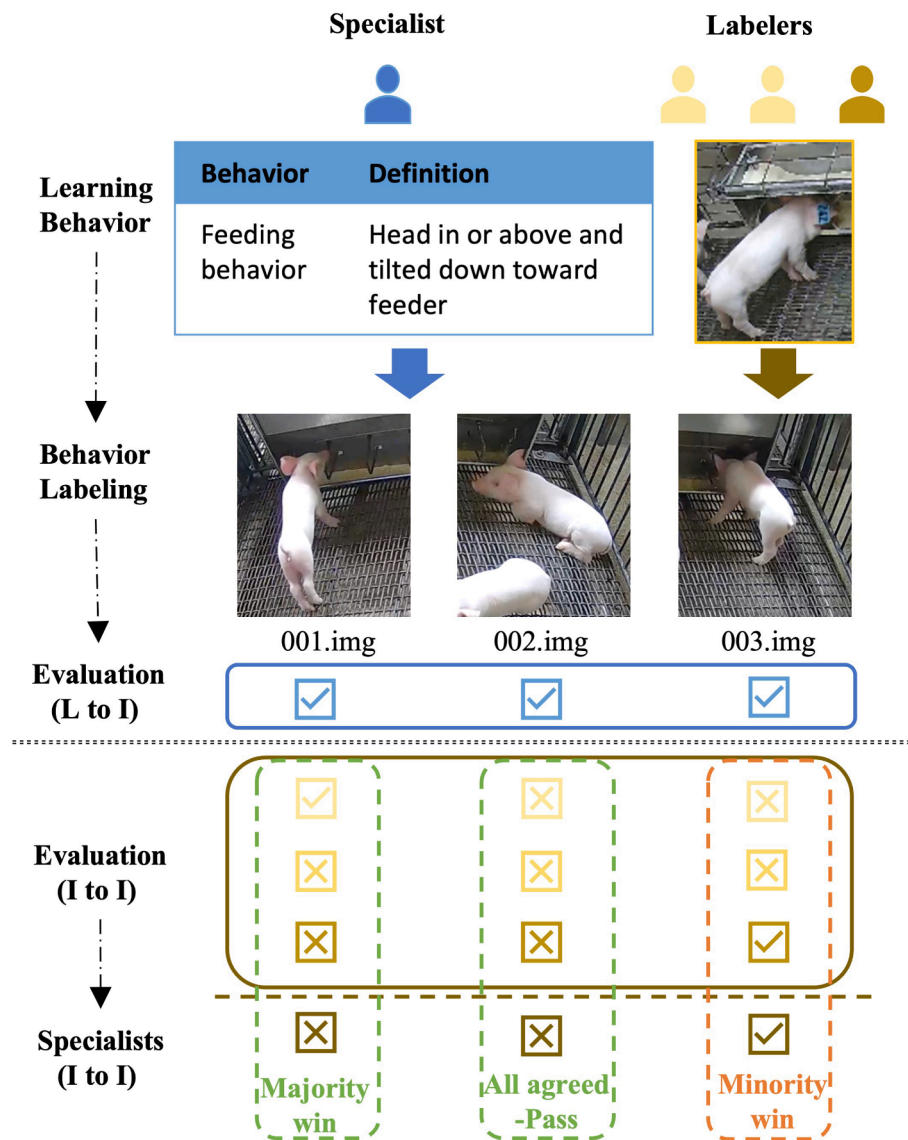 Specialist
Labelers
Learning
Behavior
Behavior
Definition
Feeding
behavior
Head in or above and
tilted down toward
feeder
Behavior
Labeling
001.img
002.img
003.img
Evaluation
(L to I)
Evaluation
(I to I)
Specialists
(I to I)
Majority
win
All agreed
-Pass
Minority
win